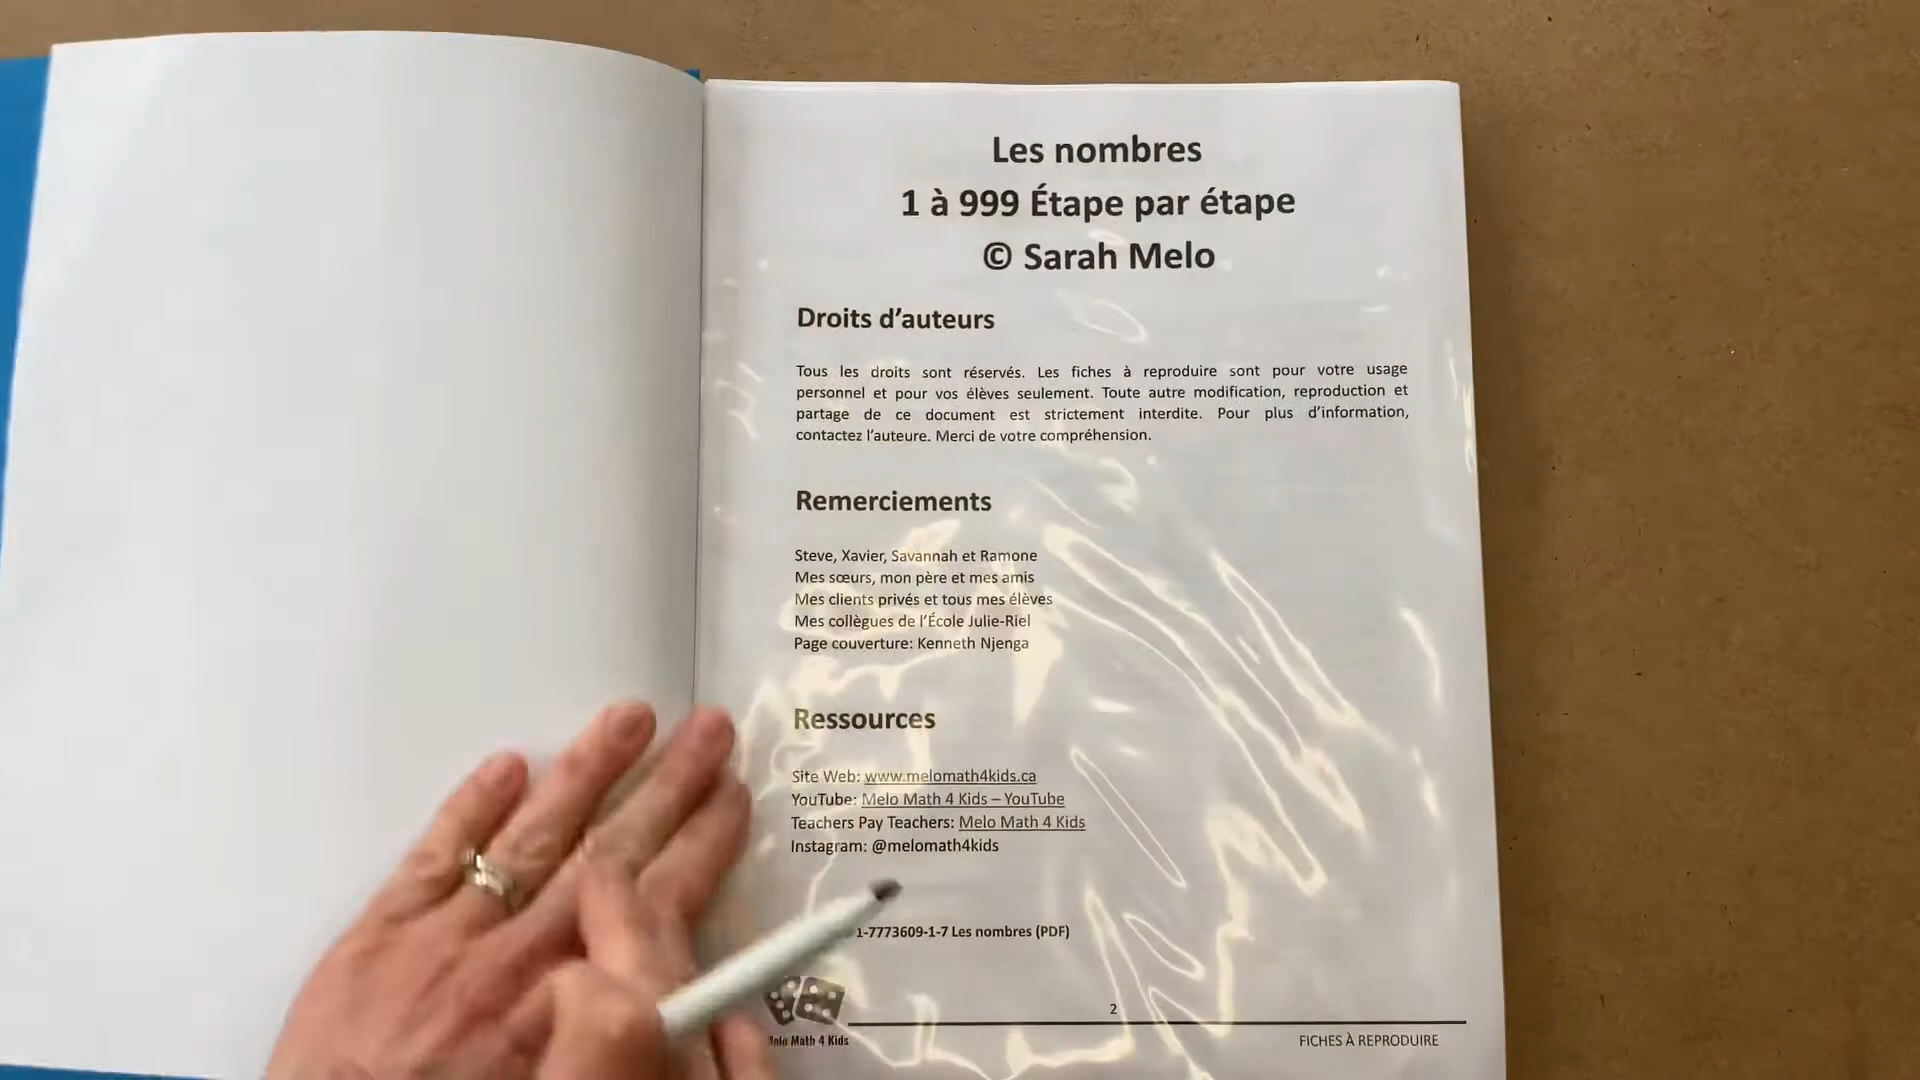 Les nombres
1 à 999 Étape par étape
© Sarah Melo
Droits d’auteurs
Tous les droits sont réservés. Les fiches à reproduire sont pour votre usage
personnel et pour vos élèves seulement. Toute autre modification, reproduction et
partage de ce document est strictement interdite. Pour plus d’information,
contactez l’auteure. Merci de votre compréhension.
Remerciements
Steve, Xavier, Savannah et Ramone
Mes sœurs, mon père et mes amis
Mes clients privés et tous mes élèves
Mes collègues de l’École Julie-Riel
Page couverture: Kenneth Njenga
Ressources
Site Web: www.melomath4kids.ca
YouTube: Melo Math 4 Kids – YouTube
Teachers Pay Teachers: Melo Math 4 Kids
Instagram: @melomath4kids
1-7773609-1-7 Les nombres (PDF)
2
Melo Math 4 Kids
FICHES À REPRODUIRE